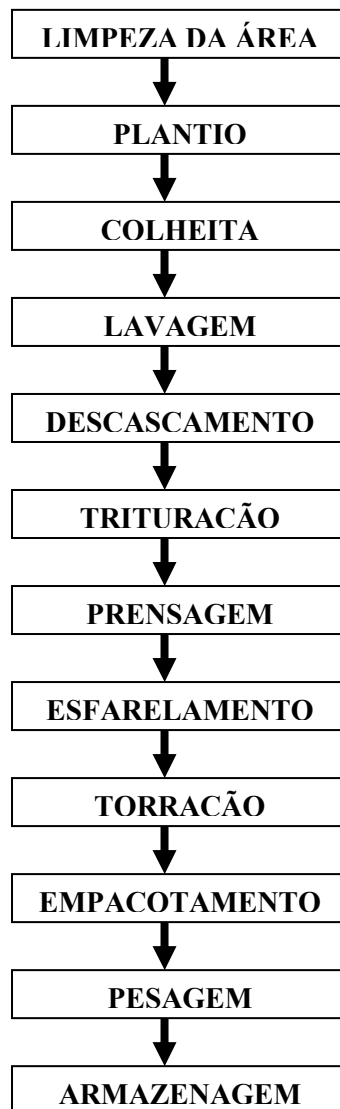 LIMPEZA DA ÁREA
PLANTIO
COLHEITA
LAVAGEM
DESCASCAMENTO
TRITURACÃO
PRENSAGEM
ESFARELAMENTO
TORRACÃO
EMPACOTAMENTO
PESAGEM
ARMAZENAGEM